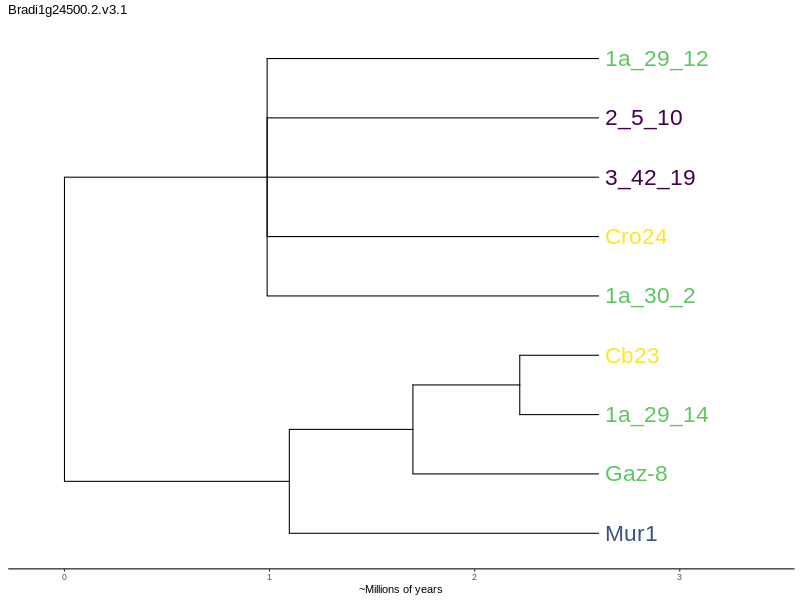 Bradi1g24500.2.v3.1
1a_29_12
2_5_10
3_42_19
Cro24
1a_30_2
Cb23
1a_29_14
Gaz-8
Mur1
0 1 2 3
~Millions of years